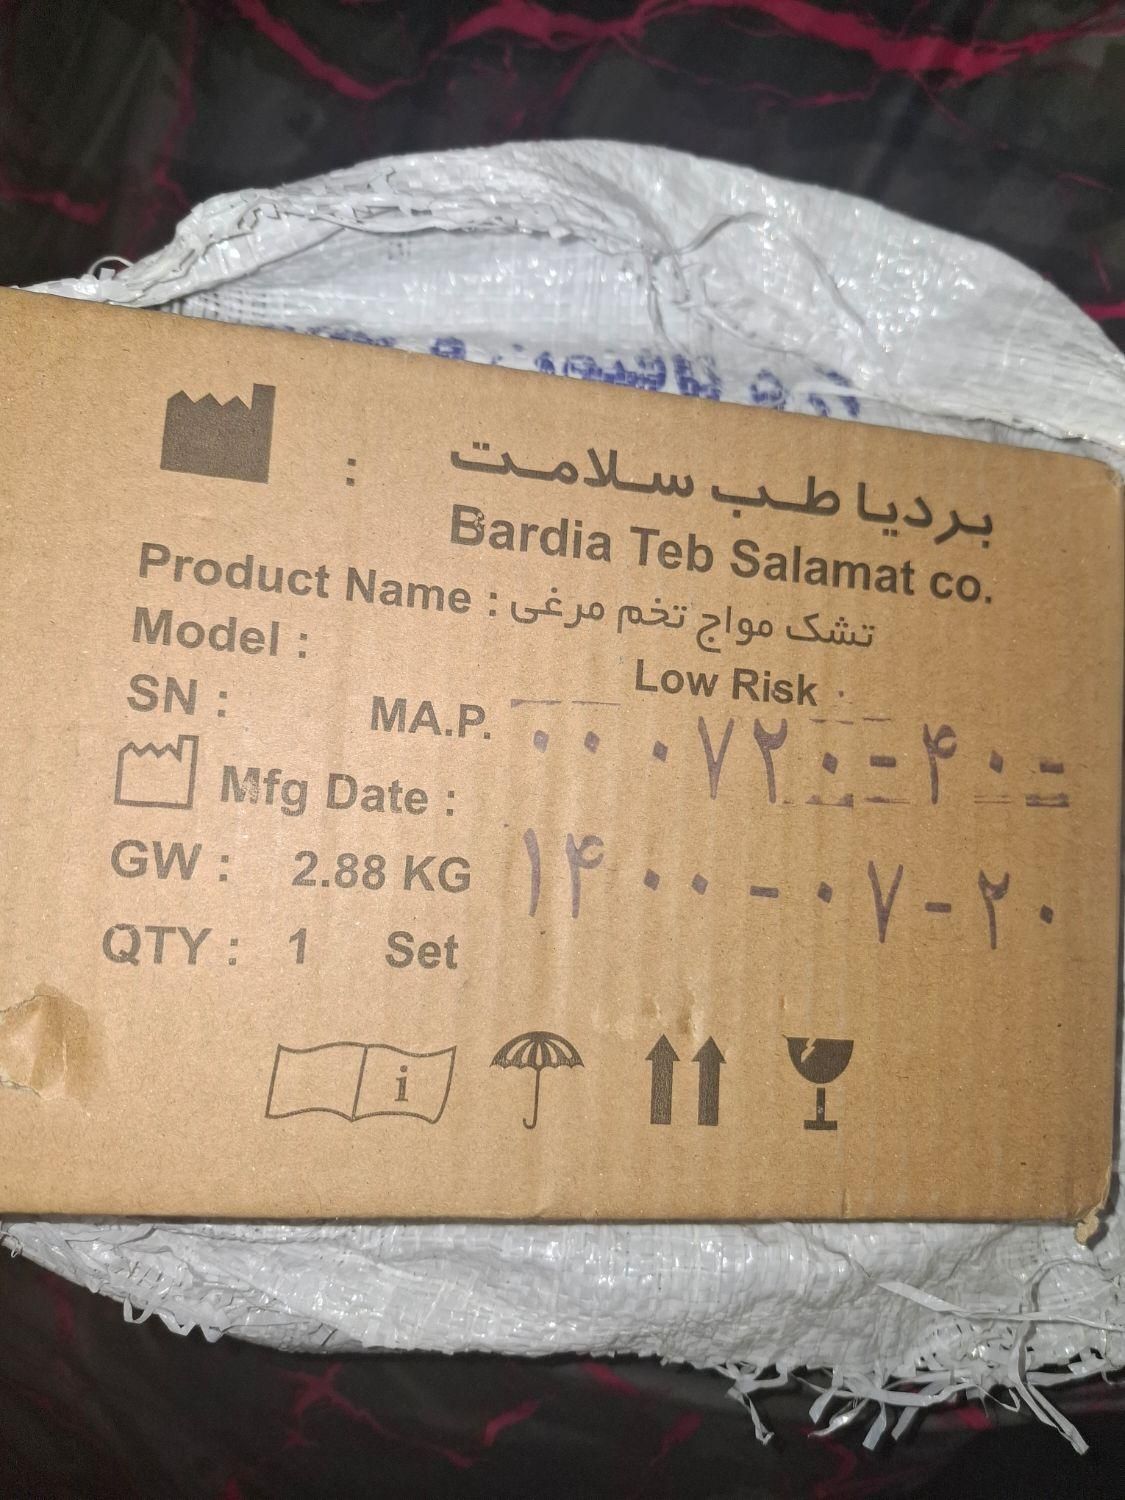 : بردیا طب سلامت
Bardia Teb Salamat co.
Product Name : تشک مواج تخم مرغی
Model : Low Risk
SN : MA.P. ۰۰۰۷۲۰-۴۰-
Mfg Date : ۱۴۰۰-۰۷-۲۰
GW : 2.88 KG
QTY : 1 Set
i